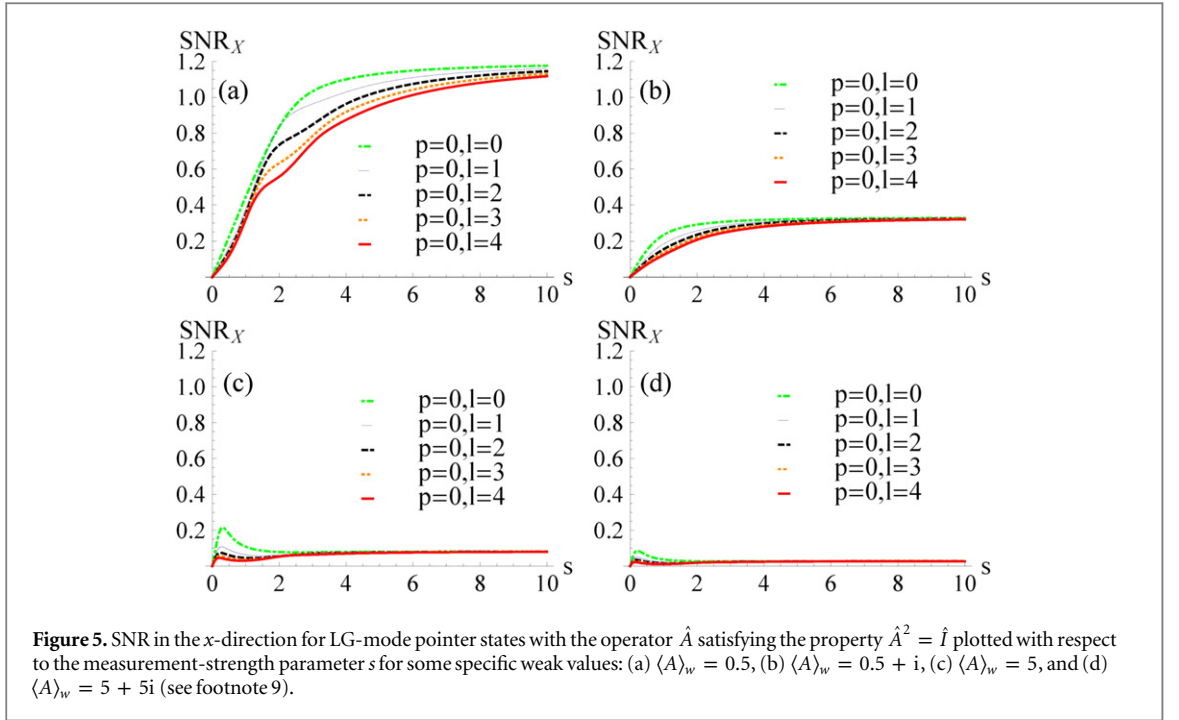 SNR_X
1.2
1.0
0.8
0.6
0.4
0.2
(a)
p=0,l=0
p=0,l=1
p=0,l=2
p=0,l=3
p=0,l=4
0 2 4 6 8 10 s
SNR_X
1.2
1.0
0.8
0.6
0.4
0.2
(b)
p=0,l=0
p=0,l=1
p=0,l=2
p=0,l=3
p=0,l=4
0 2 4 6 8 10 s
SNR_X
1.2
1.0
0.8
0.6
0.4
0.2
(c)
p=0,l=0
p=0,l=1
p=0,l=2
p=0,l=3
p=0,l=4
0 2 4 6 8 10 s
SNR_X
1.2
1.0
0.8
0.6
0.4
0.2
(d)
p=0,l=0
p=0,l=1
p=0,l=2
p=0,l=3
p=0,l=4
0 2 4 6 8 10 s
Figure 5. SNR in the x-direction for LG-mode pointer states with the operator Â satisfying the property Â² = Î plotted with respect
to the measurement-strength parameter s for some specific weak values: (a) ⟨A⟩_w = 0.5, (b) ⟨A⟩_w = 0.5 + i, (c) ⟨A⟩_w = 5, and (d)
⟨A⟩_w = 5 + 5i (see footnote 9).